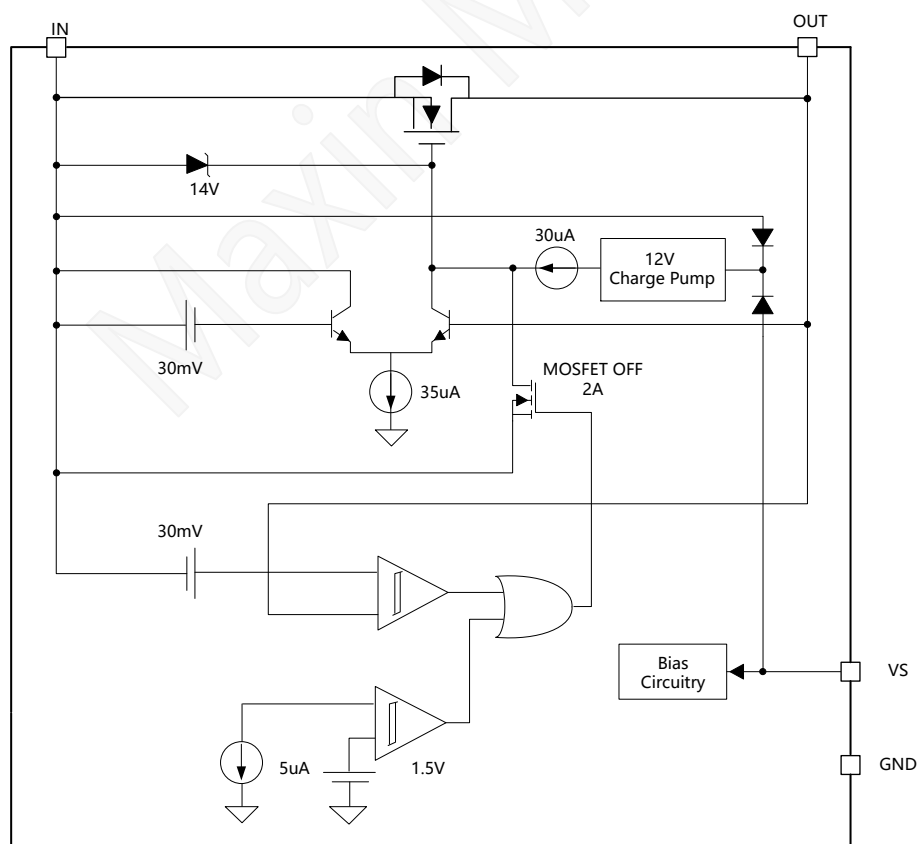 IN
OUT
14V
30uA
12V
Charge Pump
30mV
35uA
MOSFET OFF
2A
30mV
Bias
Circuitry
VS
5uA
1.5V
GND
Maxin M